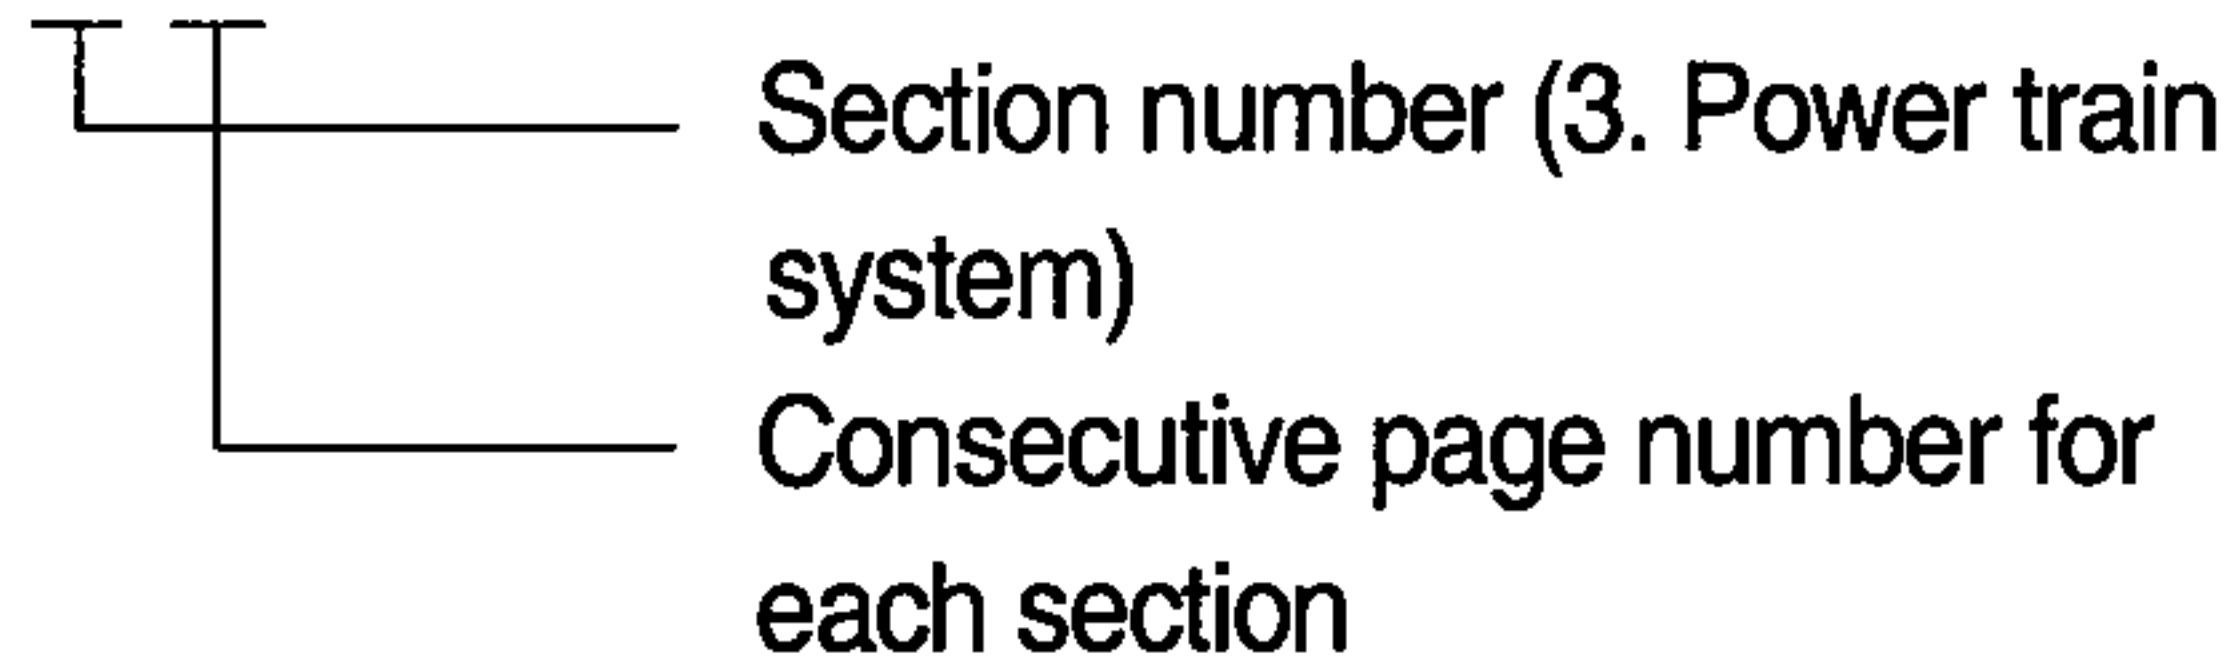 Section number (3. Power train
system)
Consecutive page number for
each section